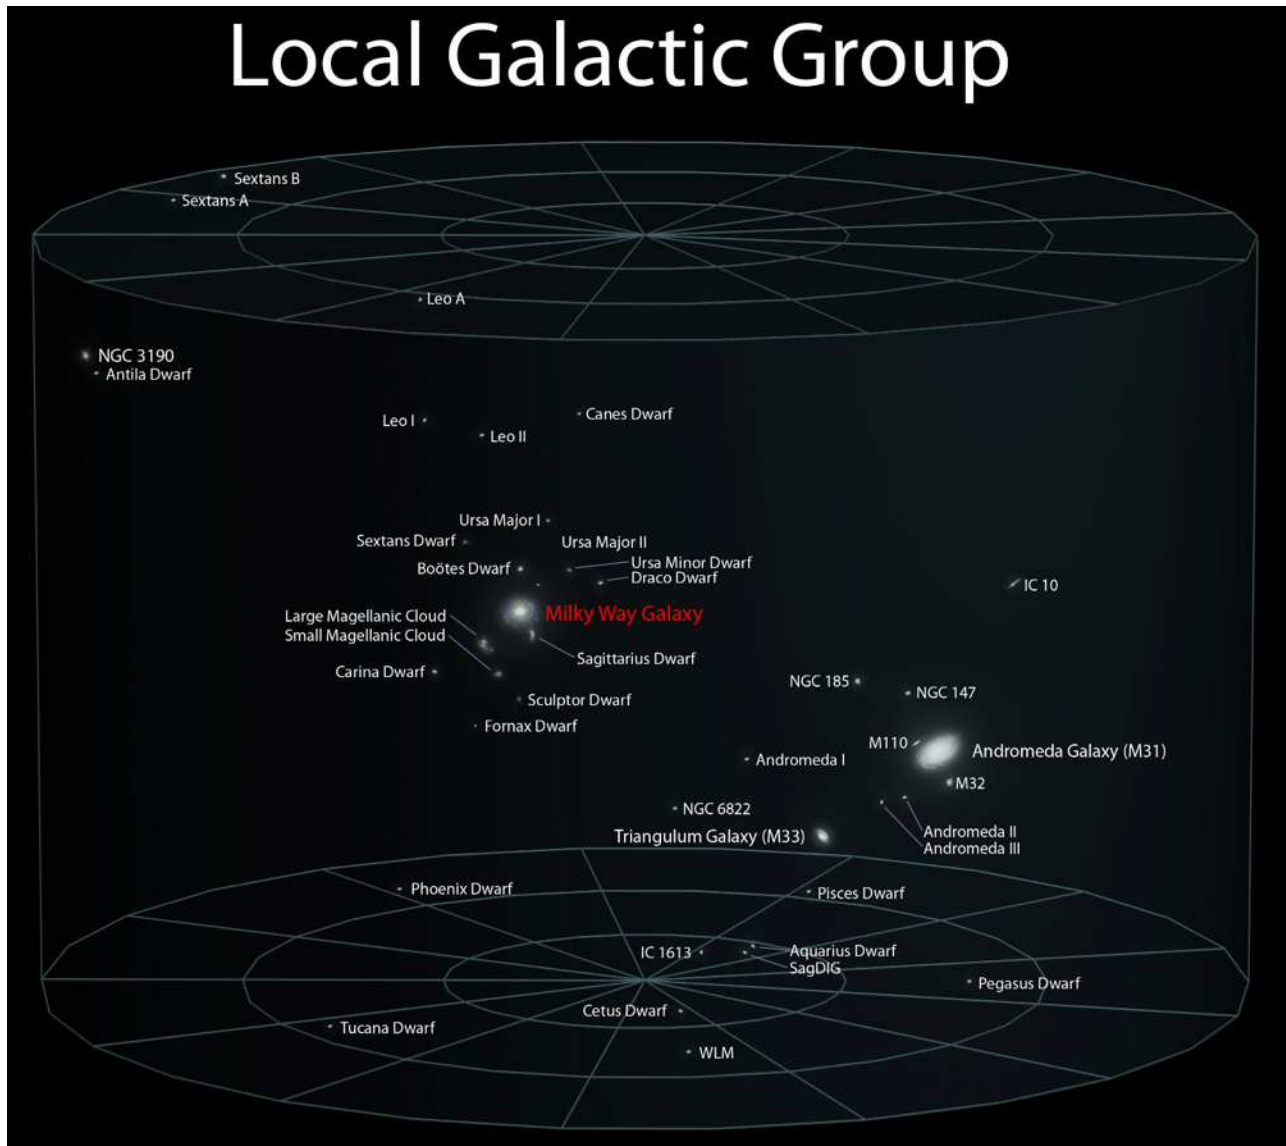 Local Galactic Group
Sextans B
Sextans A
Leo A
NGC 3190
Antila Dwarf
Canes Dwarf
Leo I
Leo II
Ursa Major I
Sextans Dwarf
Ursa Major II
Ursa Minor Dwarf
Boötes Dwarf
Draco Dwarf
IC 10
Milky Way Galaxy
Large Magellanic Cloud
Small Magellanic Cloud
Sagittarius Dwarf
Carina Dwarf
NGC 185
NGC 147
Sculptor Dwarf
Fornax Dwarf
M110
Andromeda Galaxy (M31)
Andromeda I
M32
NGC 6822
Triangulum Galaxy (M33)
Andromeda II
Andromeda III
Phoenix Dwarf
Pisces Dwarf
IC 1613
Aquarius Dwarf
SagDIG
Pegasus Dwarf
Cetus Dwarf
Tucana Dwarf
WLM